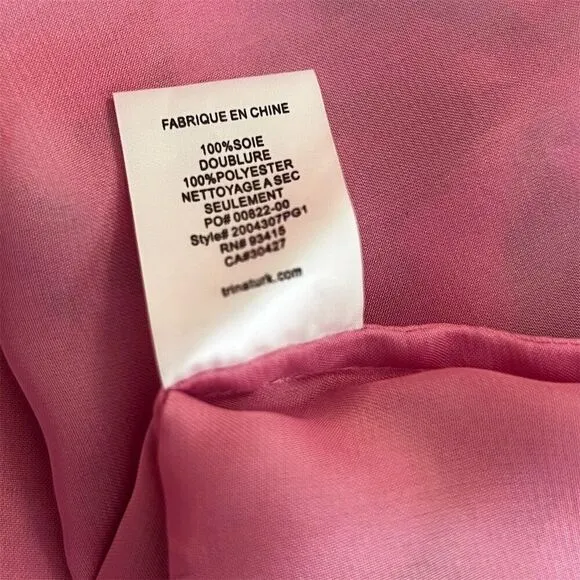 FABRIQUE EN CHINE
100%SOIE
DOUBLURE
100%POLYESTER
NETTOYAGE A SEC
SEULEMENT
PO# 00822-00
Style# 2004307PG1
RN# 93415
CA#30427
trinaturk.com